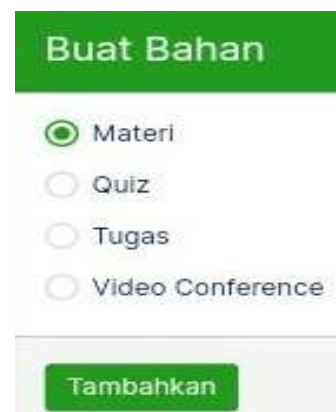 Buat Bahan
Materi
Quiz
Tugas
Video Conference
Tambahkan